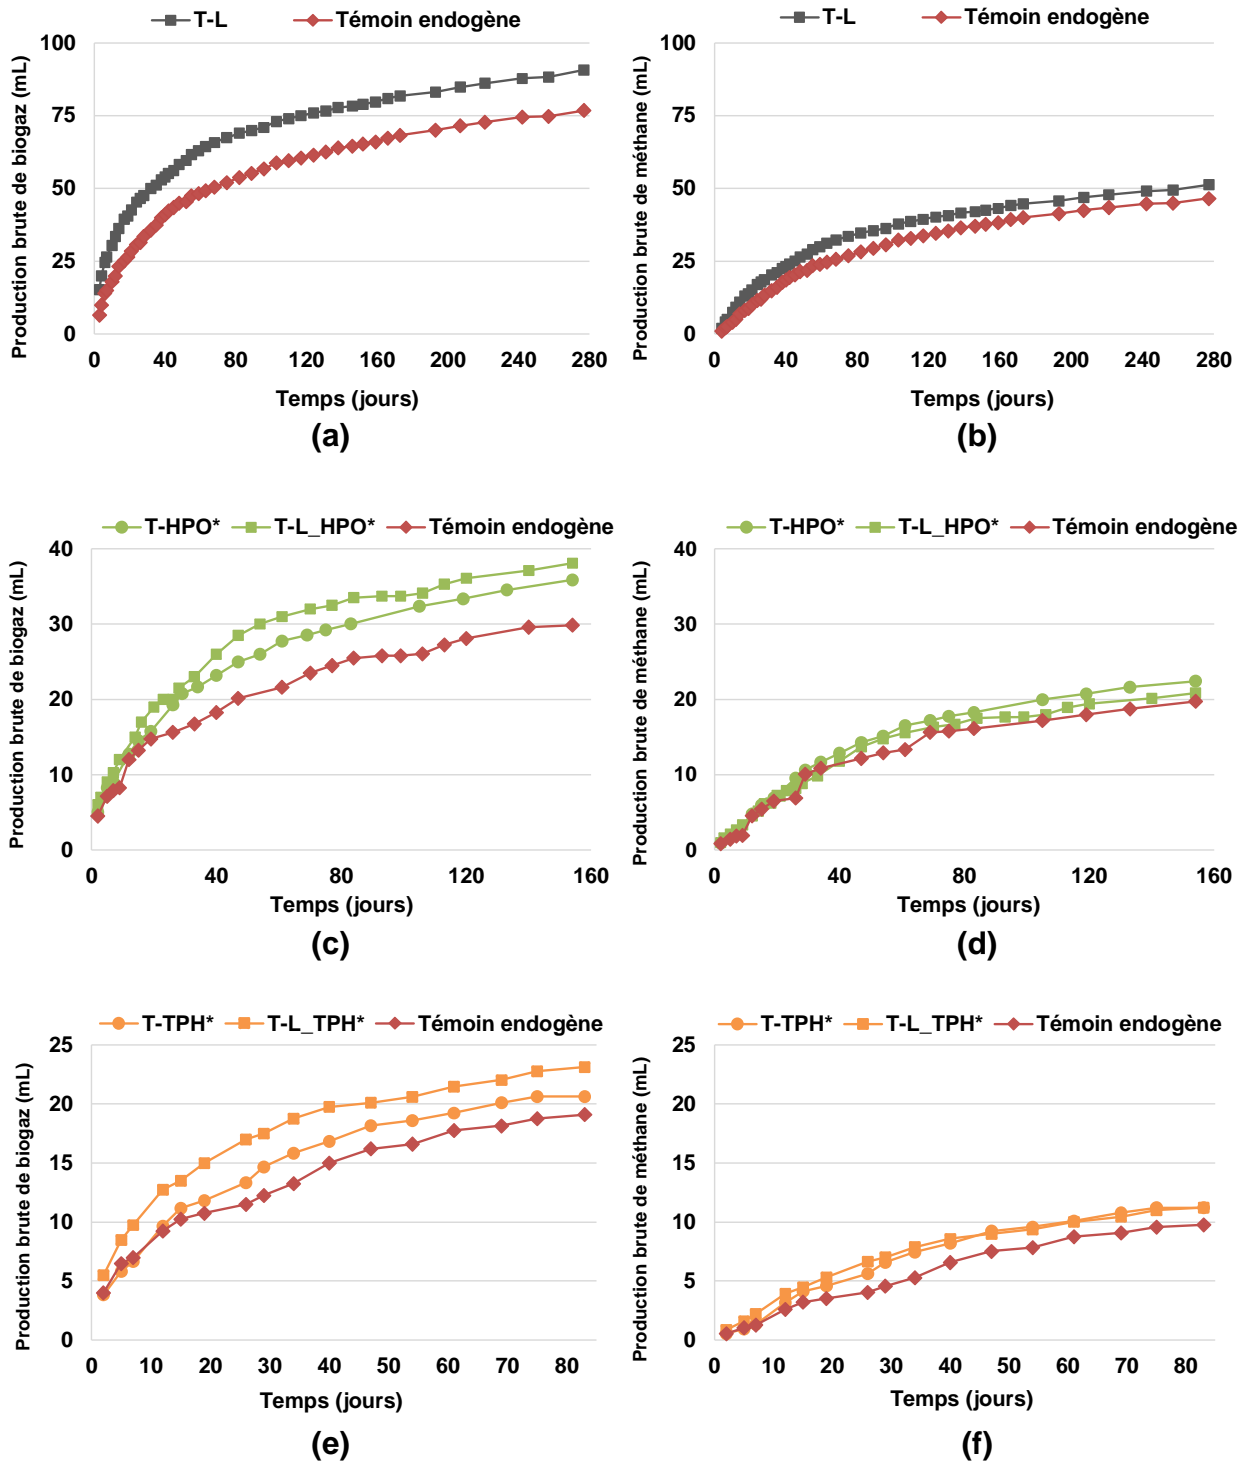 T-L Témoin endogène
Production brute de biogaz (mL)
100
75
50
25
0
0 40 80 120 160 200 240 280
Temps (jours)
(a)
T-L Témoin endogène
Production brute de méthane (mL)
100
75
50
25
0
0 40 80 120 160 200 240 280
Temps (jours)
(b)
T-HPO* T-L_HPO* Témoin endogène
Production brute de biogaz (mL)
40
30
20
10
0
0 40 80 120 160
Temps (jours)
(c)
T-HPO* T-L_HPO* Témoin endogène
Production brute de méthane (mL)
40
30
20
10
0
0 40 80 120 160
Temps (jours)
(d)
T-TPH* T-L_TPH* Témoin endogène
Production brute de biogaz (mL)
25
20
15
10
5
0
0 10 20 30 40 50 60 70 80
Temps (jours)
(e)
T-TPH* T-L_TPH* Témoin endogène
Production brute de méthane (mL)
25
20
15
10
5
0
0 10 20 30 40 50 60 70 80
Temps (jours)
(f)